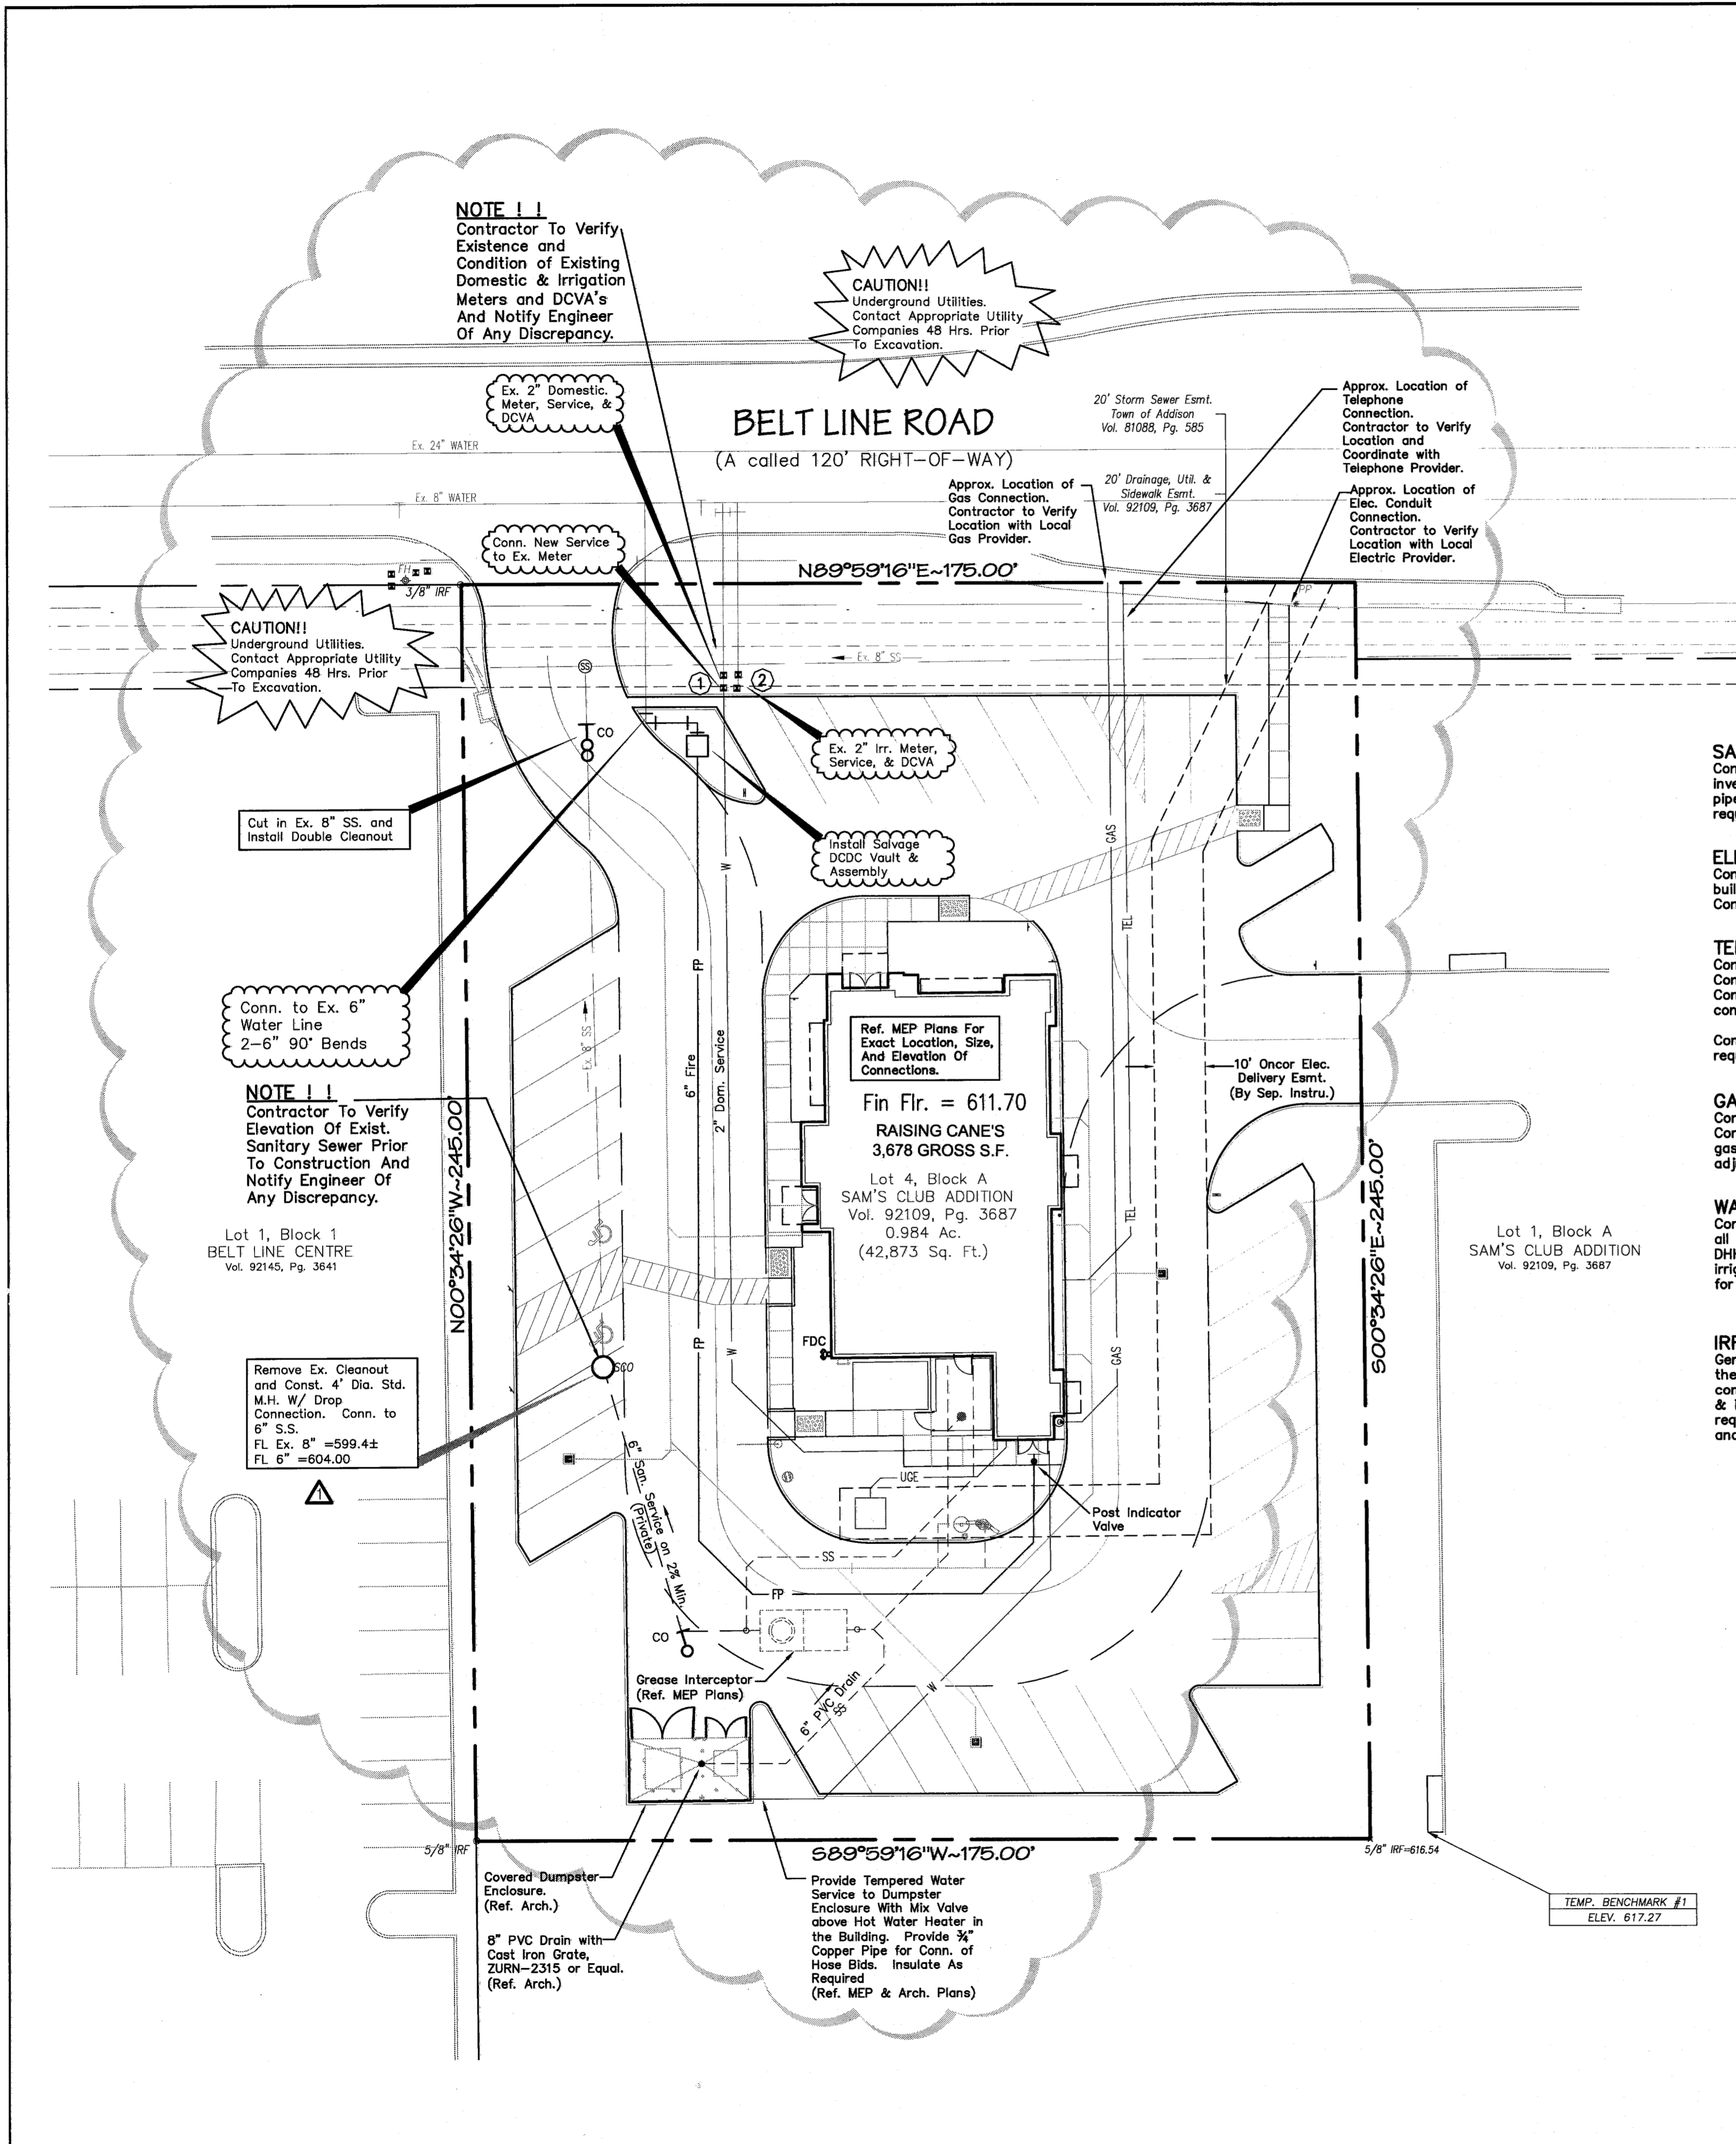 NOTE ! !
Contractor To Verify
Existence and
Condition of Existing
Domestic & Irrigation
Meters and DCVA's
And Notify Engineer
Of Any Discrepancy.
CAUTION!!
Underground Utilities.
Contact Appropriate Utility
Companies 48 Hrs. Prior
To Excavation.
Ex. 2" Domestic.
Meter, Service, &
DCVA
BELT LINE ROAD
(A called 120' RIGHT-OF-WAY)
20' Storm Sewer Esmt.
Town of Addison
Vol. 81088, Pg. 585
Approx. Location of
Telephone
Connection.
Contractor to Verify
Location and
Coordinate with
Telephone Provider.
Ex. 24" WATER
Ex. 8" WATER
Approx. Location of
Gas Connection.
Contractor to Verify
Location with Local
Gas Provider.
20' Drainage, Util. &
Sidewalk Esmt.
Vol. 92109, Pg. 3687
Approx. Location of
Elec. Conduit
Connection.
Contractor to Verify
Location with Local
Electric Provider.
Conn. New Service
to Ex. Meter
N89°59'16"E~175.00'
FH
3/8" IRF
PP
CAUTION!!
Underground Utilities.
Contact Appropriate Utility
Companies 48 Hrs. Prior
To Excavation.
SS
Ex. 8" SS
1
2
CO
Ex. 2" Irr. Meter,
Service, & DCVA
Cut in Ex. 8" SS. and
Install Double Cleanout
Install Salvage
DCDC Vault &
Assembly
GAS
W
TEL
FP
Conn. to Ex. 6"
Water Line
2-6" 90° Bends
Ex. 8" SS
6" Fire
2" Dom. Service
Ref. MEP Plans For
Exact Location, Size,
And Elevation Of
Connections.
10' Oncor Elec.
Delivery Esmt.
(By Sep. Instru.)
NOTE ! !
Contractor To Verify
Elevation Of Exist.
Sanitary Sewer Prior
To Construction And
Notify Engineer Of
Any Discrepancy.
Fin Flr. = 611.70
RAISING CANE'S
3,678 GROSS S.F.
Lot 4, Block A
SAM'S CLUB ADDITION
Vol. 92109, Pg. 3687
0.984 Ac.
(42,873 Sq. Ft.)
N00°34'26"W~245.00'
S00°34'26"E~245.00'
TEL
Lot 1, Block 1
BELT LINE CENTRE
Vol. 92145, Pg. 3641
Lot 1, Block A
SAM'S CLUB ADDITION
Vol. 92109, Pg. 3687
FP
W
FDC
GAS
SCO
Remove Ex. Cleanout
and Const. 4' Dia. Std.
M.H. W/ Drop
Connection. Conn. to
6" S.S.
FL Ex. 8" =599.4±
FL 6" =604.00
1
6" San. Service on 2% Min.
(Private)
UGE
Post Indicator
Valve
SS
FP
CO
Grease Interceptor
(Ref. MEP Plans)
6" PVC Drain
SS
W
5/8" IRF
S89°59'16"W~175.00'
5/8" IRF=616.54
Covered Dumpster
Enclosure.
(Ref. Arch.)
8" PVC Drain with
Cast Iron Grate,
ZURN-2315 or Equal.
(Ref. Arch.)
Provide Tempered Water
Service to Dumpster
Enclosure With Mix Valve
above Hot Water Heater in
the Building. Provide ¾"
Copper Pipe for Conn. of
Hose Bids. Insulate As
Required
(Ref. MEP & Arch. Plans)
TEMP. BENCHMARK #1
ELEV. 617.27